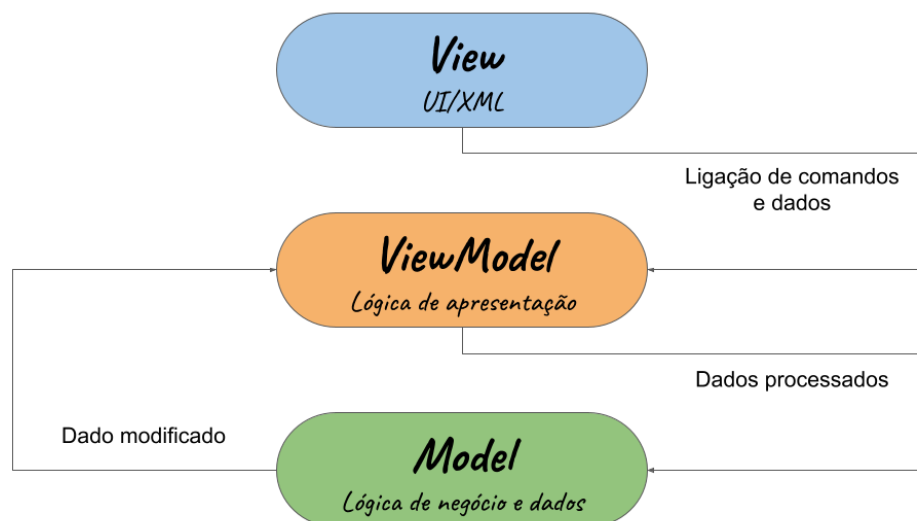 View
UI/XML
Ligação de comandos
e dados
ViewModel
Lógica de apresentação
Dados processados
Dado modificado
Model
Lógica de negócio e dados